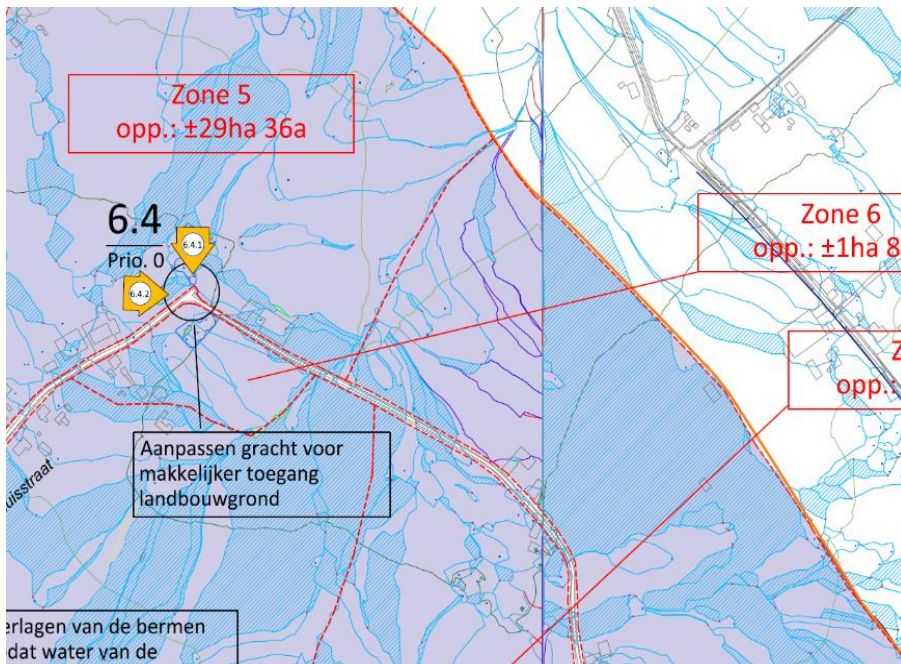 Zone 5
opp.: ±29ha 36a
6.4
Prio. 0
6.4.1
6.4.2
Zone 6
opp.: ±1ha 8
Z
opp.:
Aanpassen gracht voor
makkelijker toegang
landbouwgrond
uisstraat
erlagen van de bermen
odat water van de